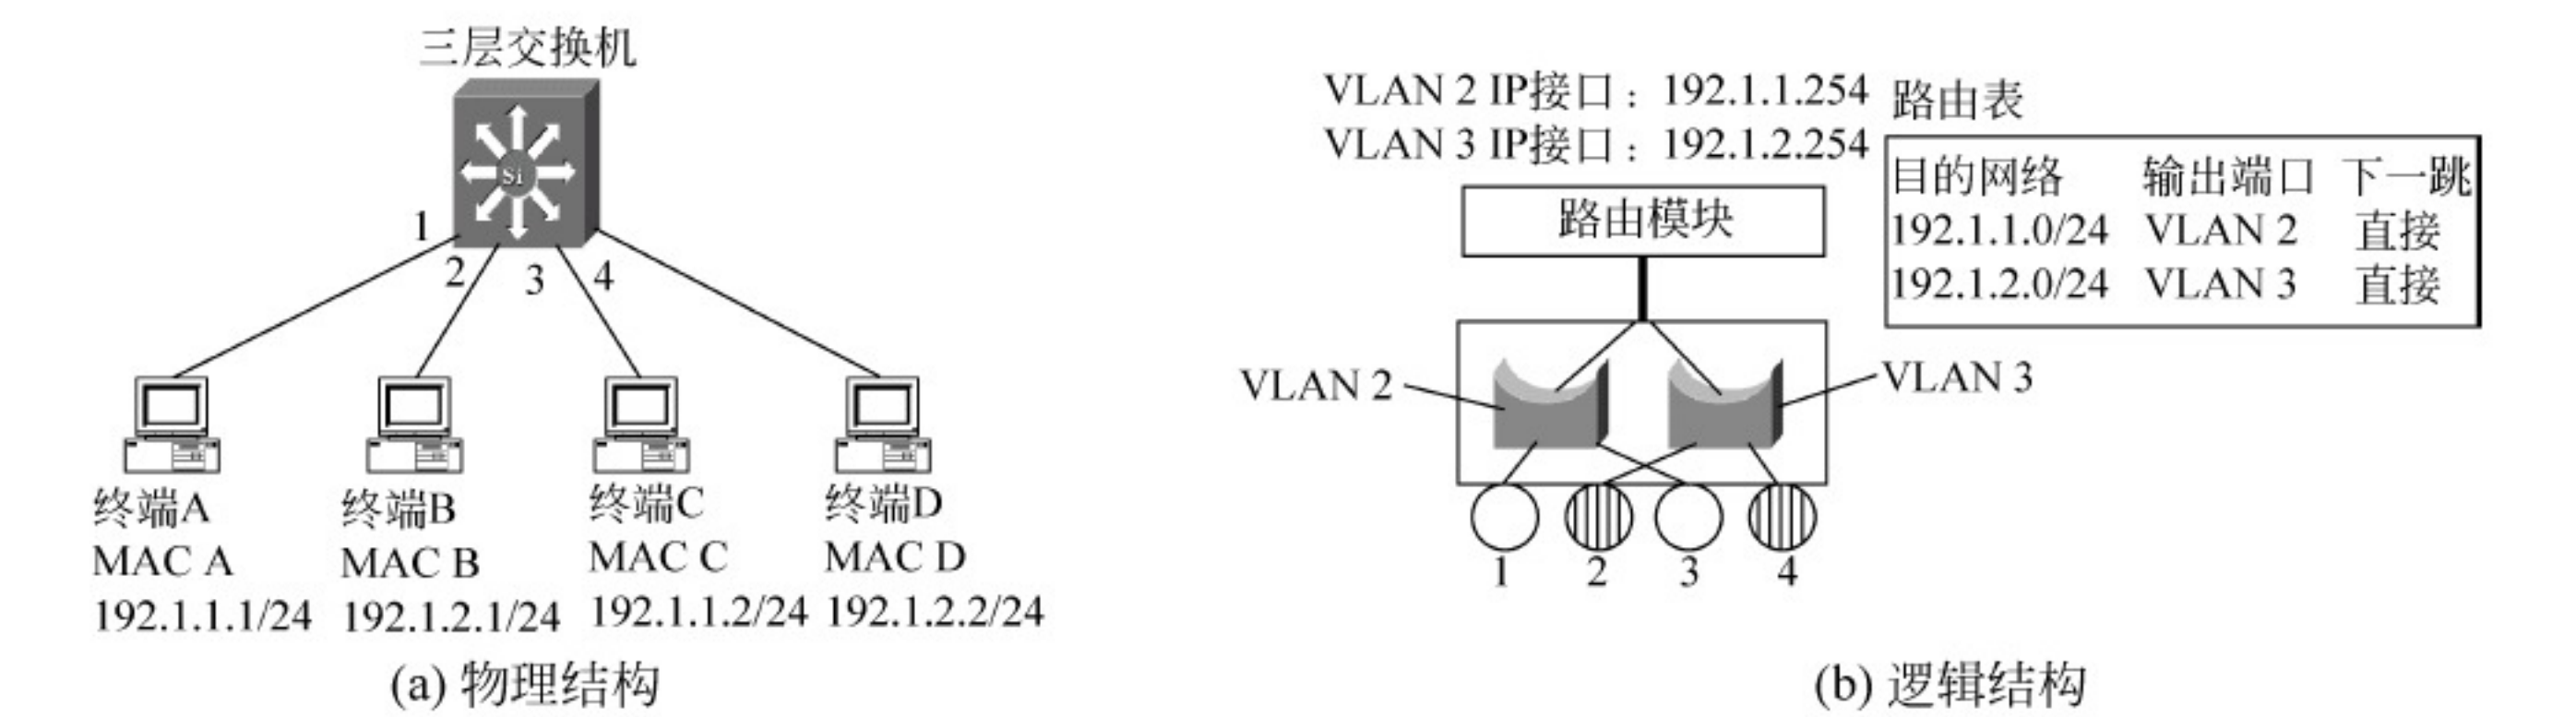 三层交换机
Si
1
2
3
4
终端A
MAC A
192.1.1.1/24
终端B
MAC B
192.1.2.1/24
终端C
MAC C
192.1.1.2/24
终端D
MAC D
192.1.2.2/24
(a) 物理结构
VLAN 2 IP接口：192.1.1.254
VLAN 3 IP接口：192.1.2.254
路由表
目的网络 输出端口 下一跳
192.1.1.0/24 VLAN 2 直接
192.1.2.0/24 VLAN 3 直接
路由模块
VLAN 2
VLAN 3
1
2
3
4
(b) 逻辑结构